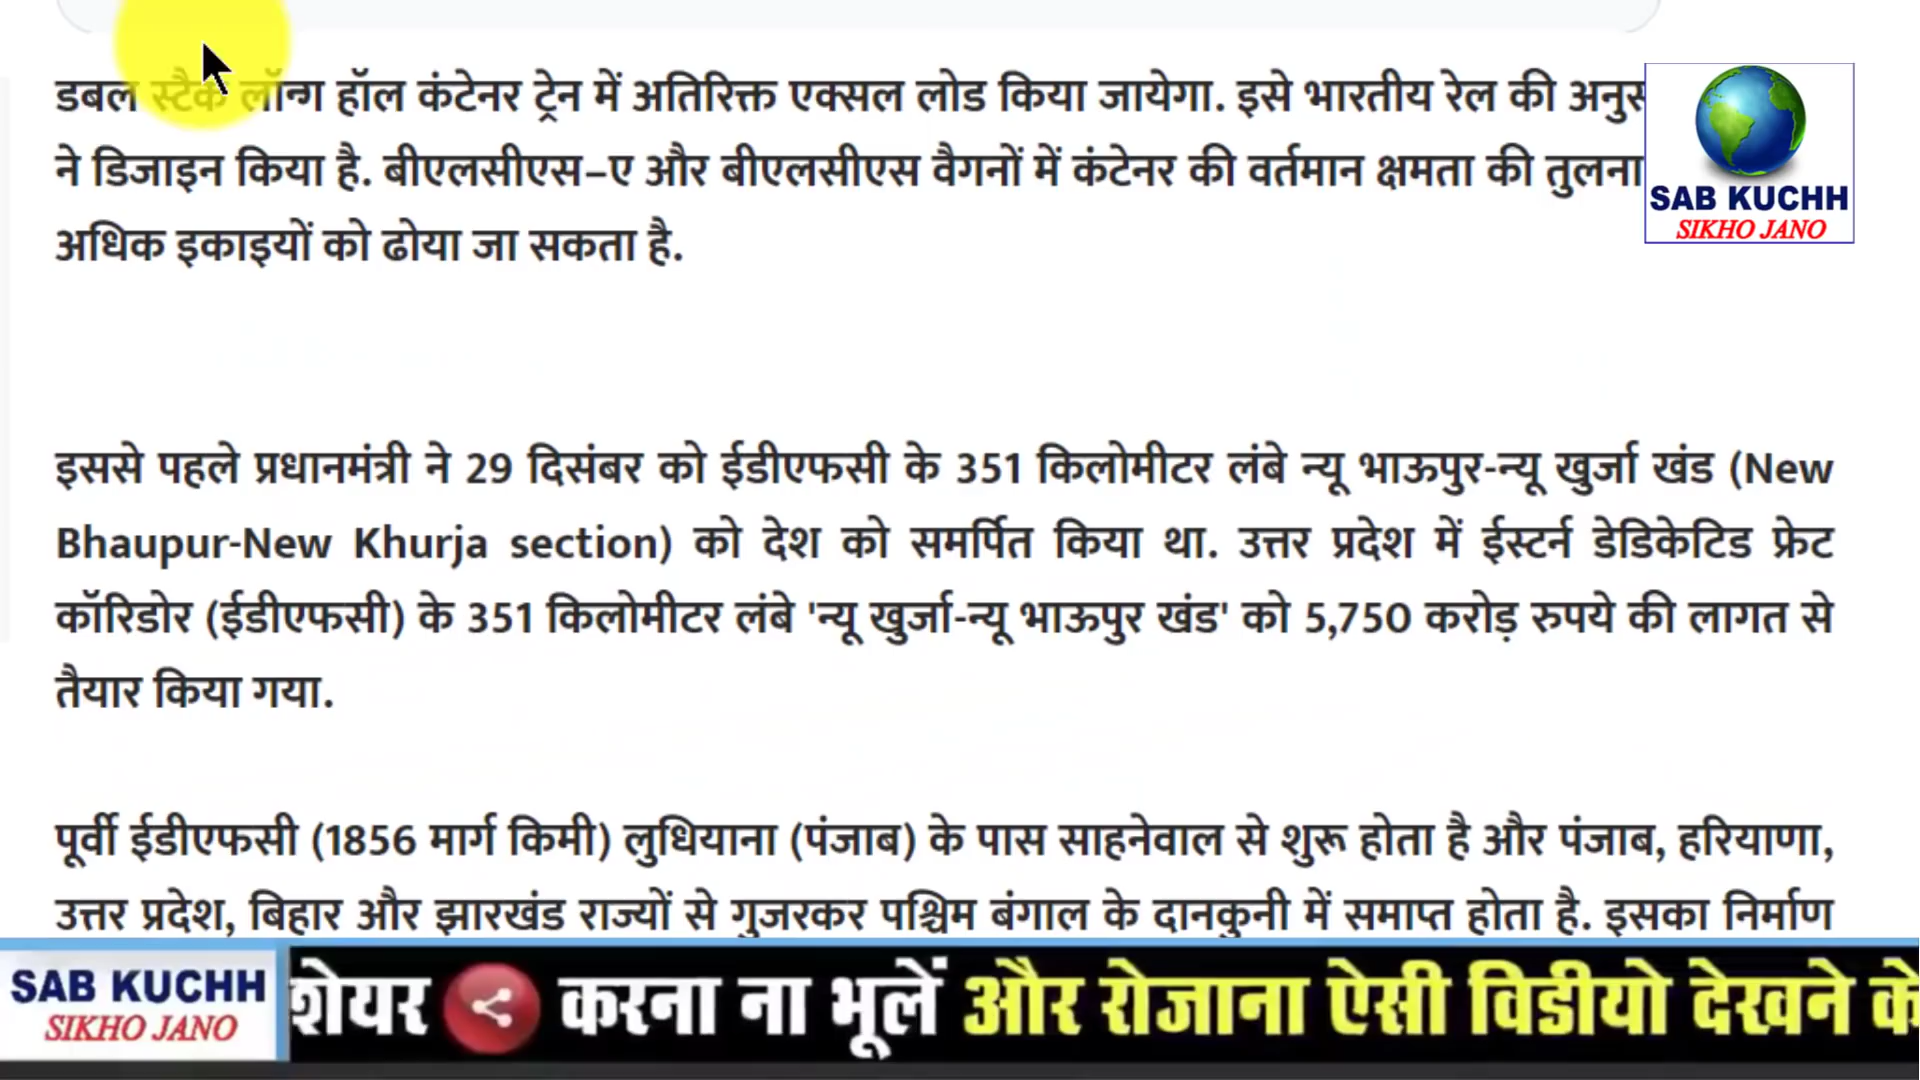 डबल स्टैक लॉन्ग हॉल कंटेनर ट्रेन में अतिरिक्त एक्सल लोड किया जायेगा. इसे भारतीय रेल की
SAB KUCHH
SIKHO JANO
ने डिजाइन किया है. बीएलसीएस–ए और बीएलसीएस वैगनों में कंटेनर की वर्तमान क्षमता की तुलना
अधिक इकाइयों को ढोया जा सकता है.
इससे पहले प्रधानमंत्री ने 29 दिसंबर को ईडीएफसी के 351 किलोमीटर लंबे न्यू भाऊपुर-न्यू खुर्जा खंड (New
Bhaupur-New Khurja section) को देश को समर्पित किया था. उत्तर प्रदेश में ईस्टर्न डेडिकेटिड फ्रेट
कॉरिडोर (ईडीएफसी) के 351 किलोमीटर लंबे 'न्यू खुर्जा-न्यू भाऊपुर खंड' को 5,750 करोड़ रुपये की लागत से
तैयार किया गया.
पूर्वी ईडीएफसी (1856 मार्ग किमी) लुधियाना (पंजाब) के पास साहनेवाल से शुरू होता है और पंजाब, हरियाणा,
उत्तर प्रदेश, बिहार और झारखंड राज्यों से गुजरकर पश्चिम बंगाल के दानकुनी में समाप्त होता है. इसका निर्माण
SAB KUCHH
SIKHO JANO
शेयर करना ना भूलें और रोजाना ऐसी विडीयो देखने के